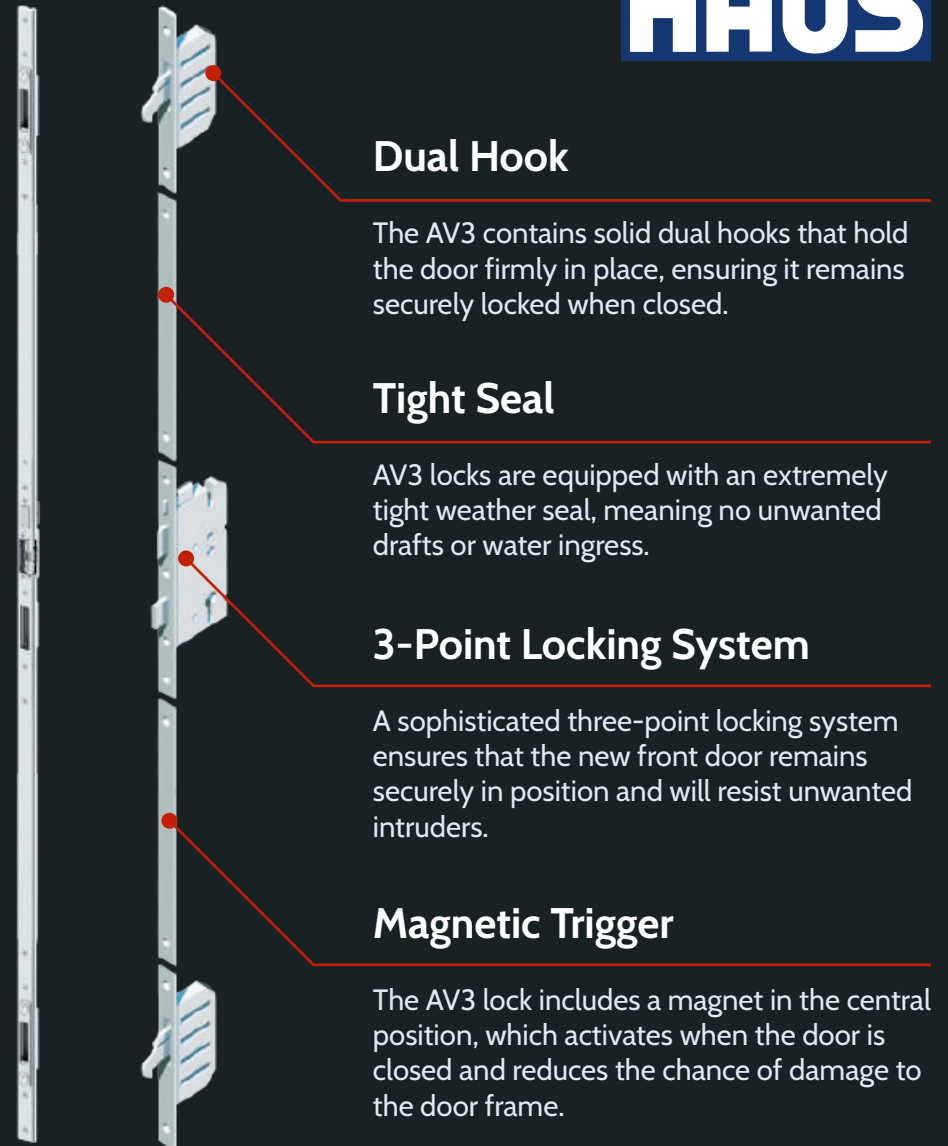 HAUS
Dual Hook
The AV3 contains solid dual hooks that hold
the door firmly in place, ensuring it remains
securely locked when closed.
Tight Seal
AV3 locks are equipped with an extremely
tight weather seal, meaning no unwanted
drafts or water ingress.
3-Point Locking System
A sophisticated three-point locking system
ensures that the new front door remains
securely in position and will resist unwanted
intruders.
Magnetic Trigger
The AV3 lock includes a magnet in the central
position, which activates when the door is
closed and reduces the chance of damage to
the door frame.